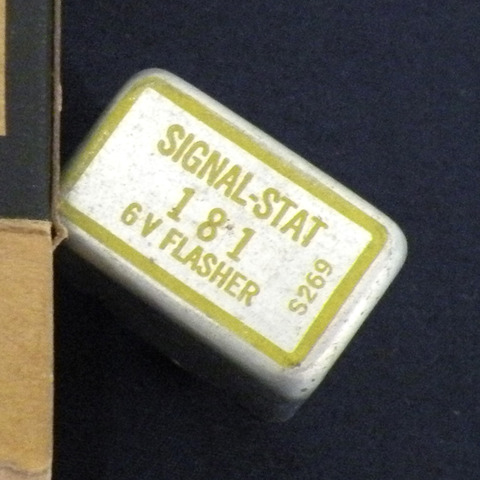 SIGNAL-STAT
181
6V FLASHER
S269